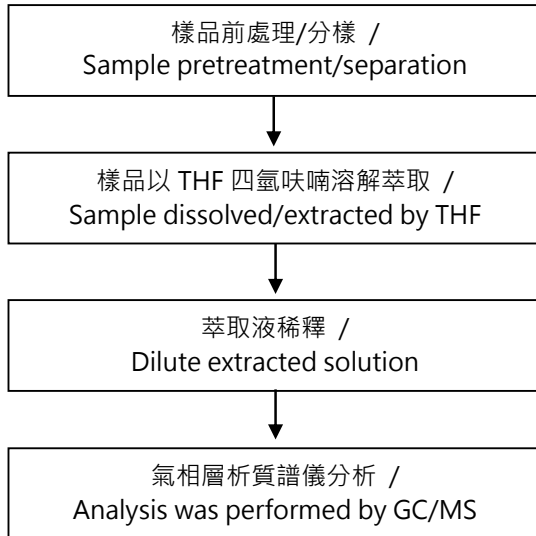 樣品前處理/分樣 /
Sample pretreatment/separation
樣品以 THF 四氫呋喃溶解萃取 /
Sample dissolved/extracted by THF
萃取液稀釋 /
Dilute extracted solution
氣相層析質譜儀分析 /
Analysis was performed by GC/MS